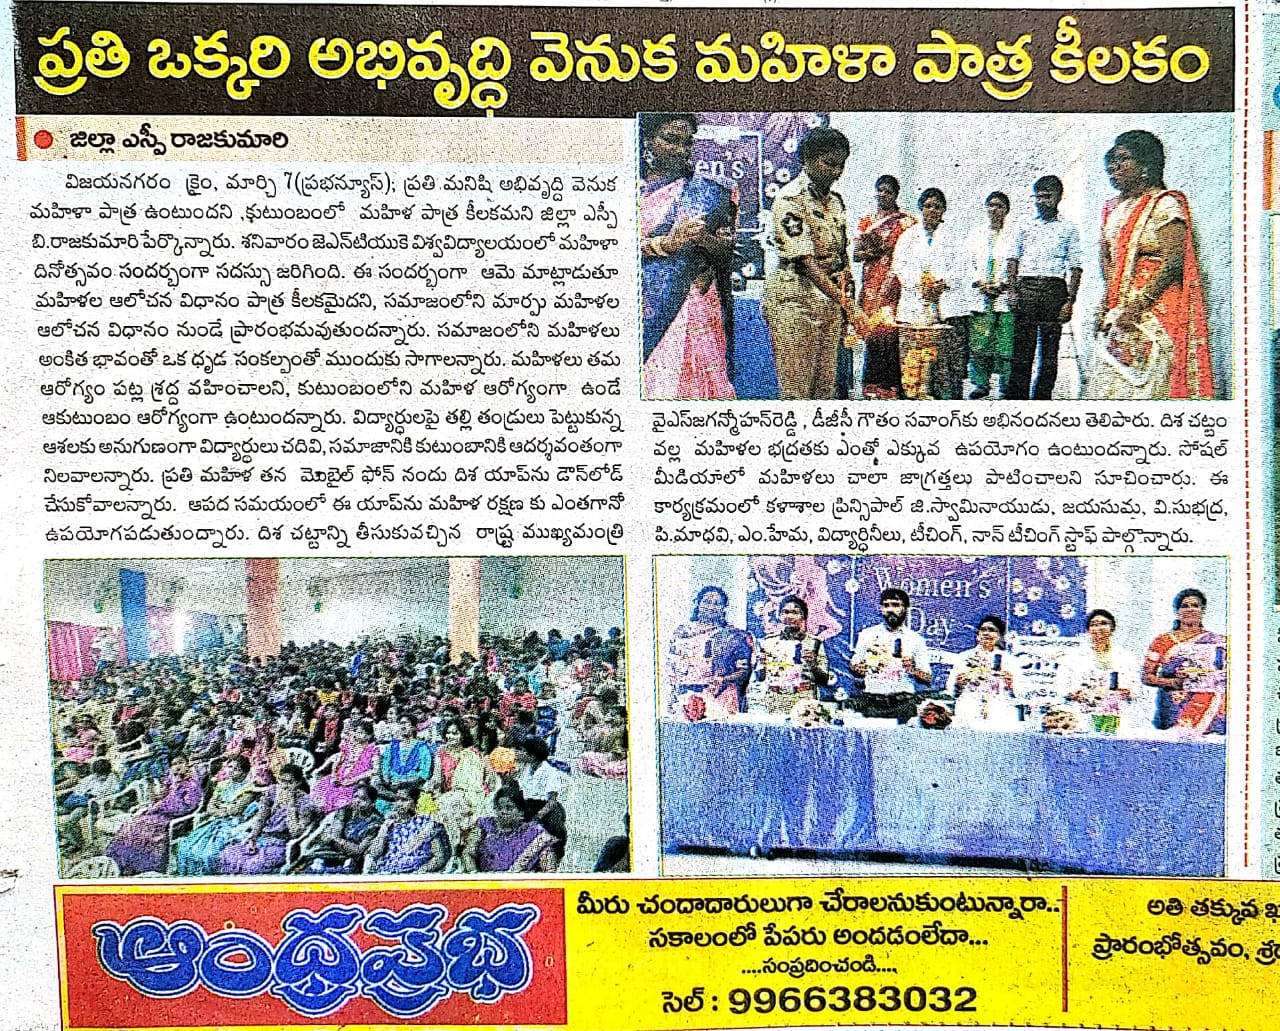 ప్రతి ఒక్కరి అభివృద్ధి వెనుక మహిళా పాత్ర కీలకం
జిల్లా ఎస్పీ రాజకుమారి
విజయనగరం క్రైం, మార్చి 7(ప్రభన్యూస్); ప్రతి మనిషి అభివృద్ధి వెనుక
మహిళా పాత్ర ఉంటుందని ,కుటుంబంలో మహిళ పాత్ర కీలకమని జిల్లా ఎస్పీ
బి.రాజకుమారి పేర్కొన్నారు. శనివారం జెఎన్‌టియుకె విశ్వవిద్యాలయంలో మహిళా
దినోత్సవం సందర్భంగా సదస్సు జరిగింది. ఈ సందర్భంగా ఆమె మాట్లాడుతూ
మహిళల ఆలోచన విధానం పాత్ర కీలకమైదని, సమాజంలోని మార్పు మహిళల
ఆలోచన విధానం నుండే ప్రారంభమవుతుందన్నారు. సమాజంలోని మహిళలు
అంకిత భావంతో ఒక ధృడ సంకల్పంతో ముందుకు సాగాలన్నారు. మహిళలు తమ
ఆరోగ్యం పట్ల శ్రద్ద వహించాలని, కుటుంబంలోని మహిళ ఆరోగ్యంగా ఉండే
ఆకుటుంబం ఆరోగ్యంగా ఉంటుందన్నారు. విద్యార్ధులపై తల్లి తండ్రులు పెట్టుకున్న
ఆశలకు అనుగుణంగా విద్యార్ధులు చదివి, సమాజానికి కుటుంబానికి ఆదర్శవంతంగా
నిలవాలన్నారు. ప్రతి మహిళ తన మొబైల్ ఫోన్ నందు దిశ యాప్‌ను డౌన్‌లోడ్
చేసుకోవాలన్నారు. ఆపద సమయంలో ఈ యాప్‌ను మహిళ రక్షణ కు ఎంతగానో
ఉపయోగపడుతుందన్నారు. దిశ చట్టాన్ని తీసుకువచ్చిన రాష్ట్ర ముఖ్యమంత్రి
en's
వైఎస్‌జగన్మోహన్‌రెడ్డి , డీజీపీ గౌతం సవాంగ్‌కు అభినందనలు తెలిపారు. దిశ చట్టం
వల్ల మహిళల భద్రతకు ఎంత్తో ఎక్కువ ఉపయోగం ఉంటుందన్నారు. సోషల్
మీడియాలో మహిళలు చాలా జాగ్రత్తలు పాటించాలని సూచించారు. ఈ
కార్యక్రమంలో కళాశాల ప్రిన్సిపాల్ జి.స్వామినాయుడు, జయసుమ, వి.సుభద్ర,
పి.మాధవి, ఎం.హేమ, విద్యార్ధినీలు, టీచింగ్, నాన్ టీచింగ్ స్టాఫ్ పాల్గొన్నారు.
Women's
Day
ఆంధ్రప్రభ
మీరు చందాదారులుగా చేరాలనుకుంటున్నారా..
సకాలంలో పేపరు అందడంలేదా...
....సంప్రదించండి....
సెల్ : 9966383032
అతి తక్కువ
ప్రారంభోత్సవం,